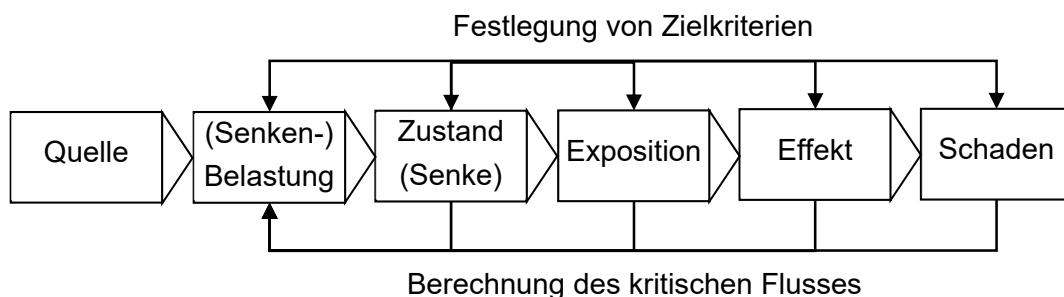 Festlegung von Zielkriterien
Quelle
(Senken-)
Belastung
Zustand
(Senke)
Exposition
Effekt
Schaden
Berechnung des kritischen Flusses